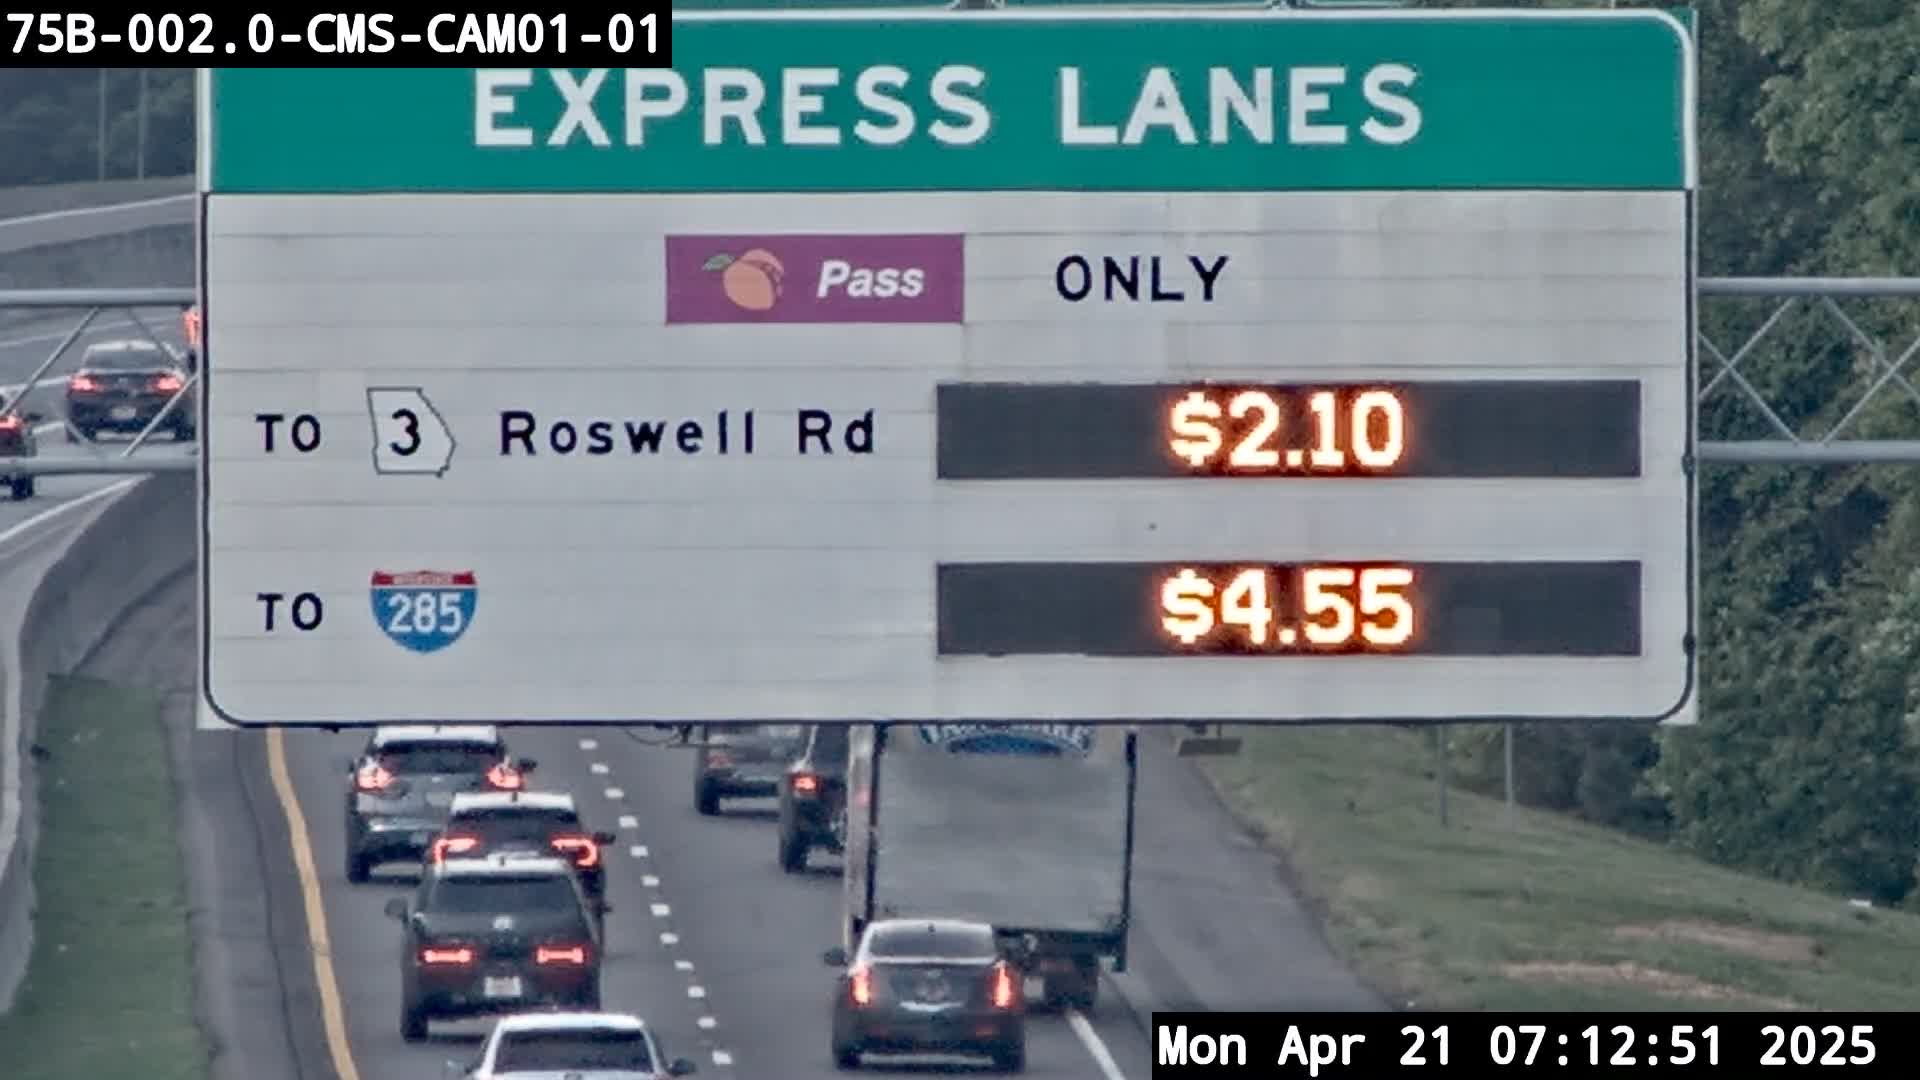 75B-002.0-CMS-CAM01-01
EXPRESS LANES
Pass ONLY
TO 3 Roswell Rd $2.10
TO INTERSTATE 285 $4.55
Mon Apr 21 07:12:51 2025